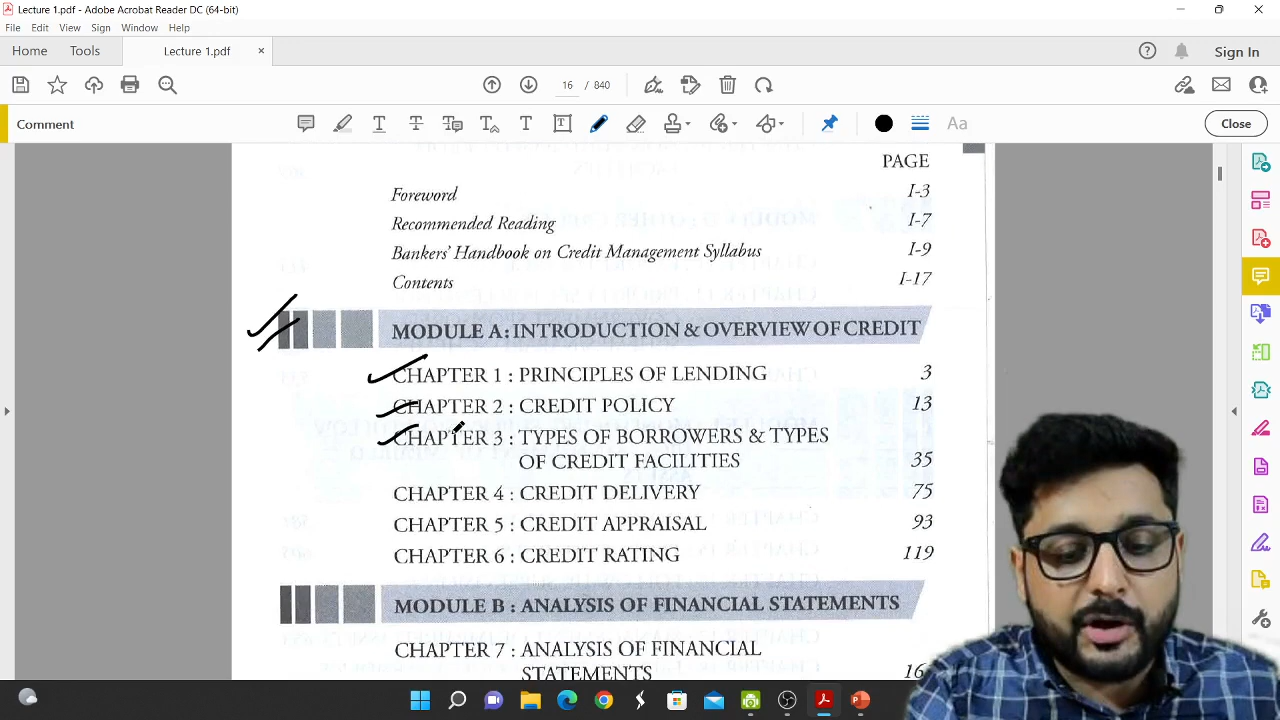 Lecture 1.pdf - Adobe Acrobat Reader DC (64-bit)
File Edit View Sign Window Help
Home Tools Lecture 1.pdf × Sign In
16 / 840
Comment Aa Close
PAGE
Foreword I-3
Recommended Reading I-7
Bankers' Handbook on Credit Management Syllabus I-9
Contents I-17
MODULE A : INTRODUCTION & OVERVIEW OF CREDIT
CHAPTER 1 : PRINCIPLES OF LENDING 3
CHAPTER 2 : CREDIT POLICY 13
CHAPTER 3 : TYPES OF BORROWERS & TYPES
OF CREDIT FACILITIES 35
CHAPTER 4 : CREDIT DELIVERY 75
CHAPTER 5 : CREDIT APPRAISAL 93
CHAPTER 6 : CREDIT RATING 119
MODULE B : ANALYSIS OF FINANCIAL STATEMENTS
CHAPTER 7 : ANALYSIS OF FINANCIAL
STATEMENTS